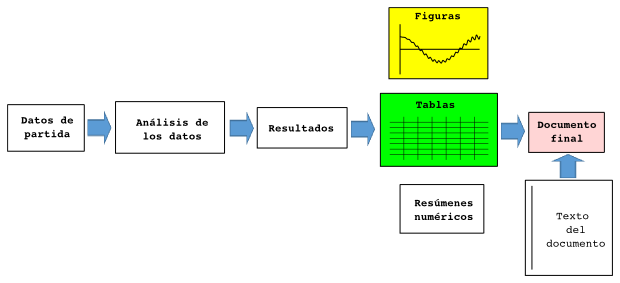 Figuras
Datos de
partida
Análisis de
los datos
Resultados
Tablas
Documento
final
Resúmenes
numéricos
Texto
del
documento